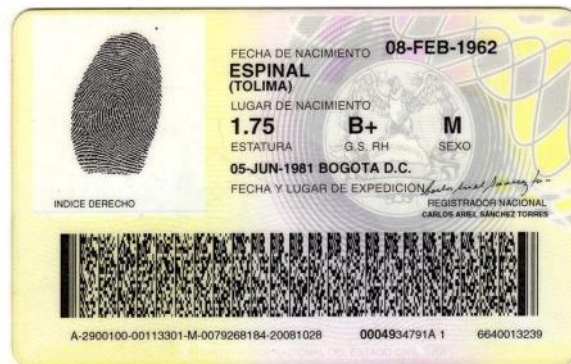 FECHA DE NACIMIENTO 08-FEB-1962
ESPINAL
(TOLIMA)
LUGAR DE NACIMIENTO
1.75 B+ M
ESTATURA G.S. RH SEXO
05-JUN-1981 BOGOTA D.C.
FECHA Y LUGAR DE EXPEDICION
INDICE DERECHO
REGISTRADOR NACIONAL
CARLOS ARIEL SÁNCHEZ TORRES
A-2900100-00113301-M-0079268184-20081028 0004934791A 1 6640013239